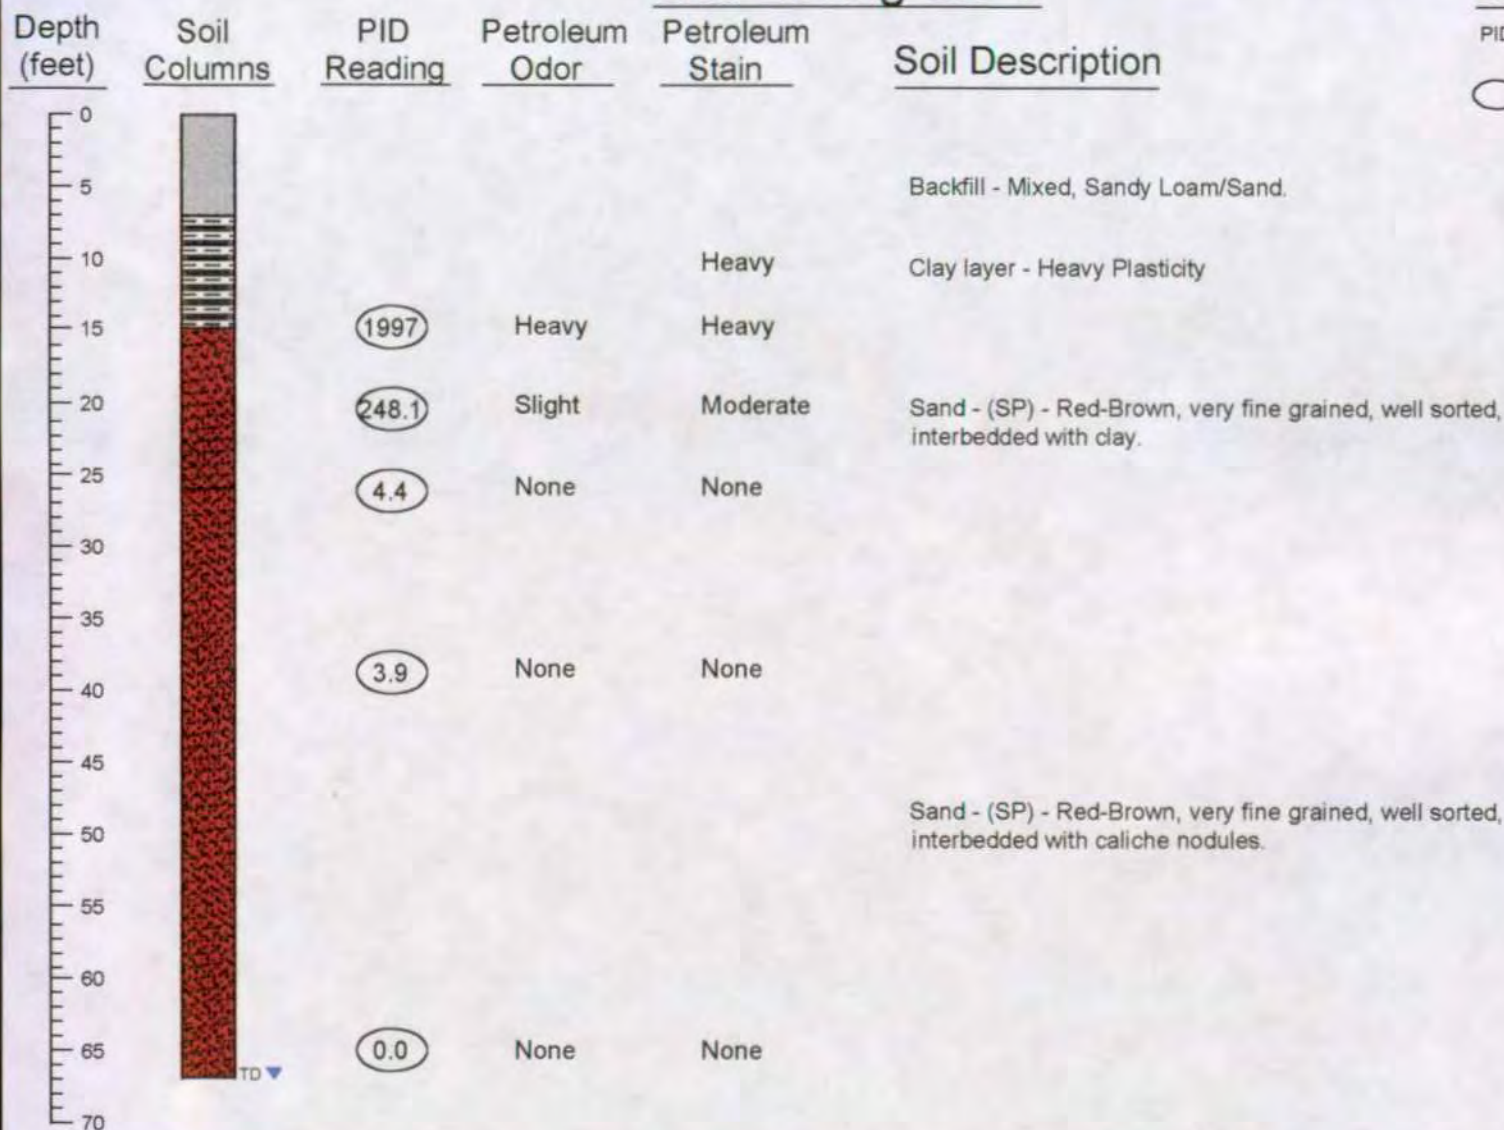 Depth (feet) Soil Columns PID Reading Petroleum Odor Petroleum Stain Soil Description PID
0
5 Backfill - Mixed, Sandy Loam/Sand.
10 Heavy Clay layer - Heavy Plasticity
15 1997 Heavy Heavy
20 248.1 Slight Moderate Sand - (SP) - Red-Brown, very fine grained, well sorted,
interbedded with clay.
25 4.4 None None
30
35
40 3.9 None None
45
50 Sand - (SP) - Red-Brown, very fine grained, well sorted,
interbedded with caliche nodules.
55
60
65 0.0 None None
TD
70